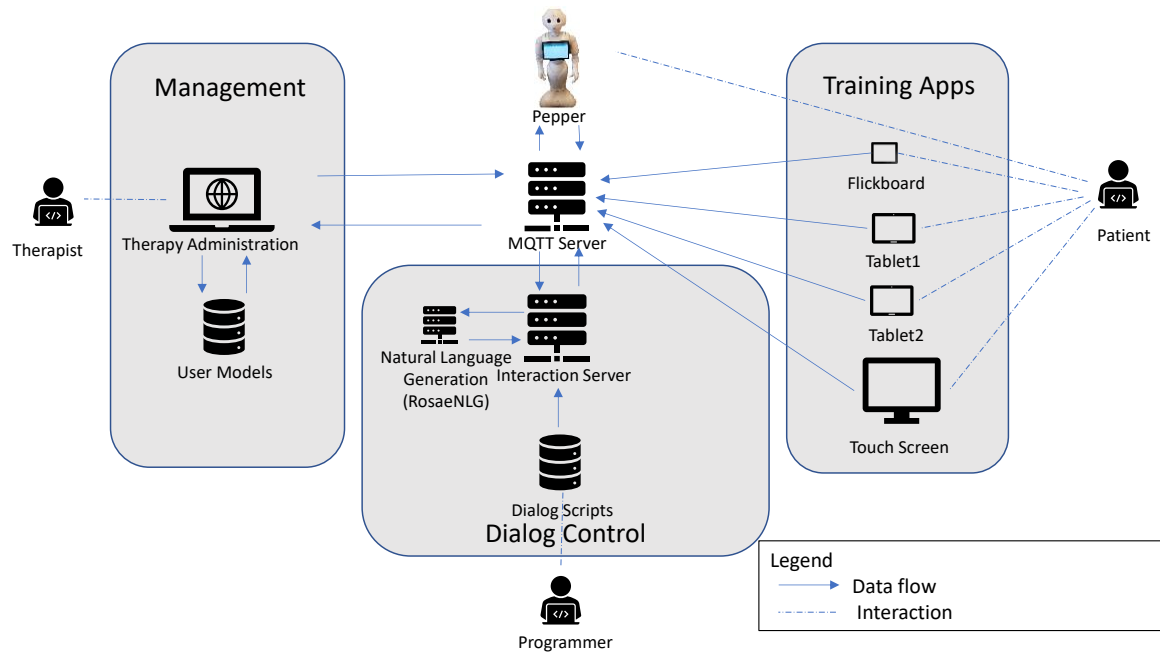 Management
Pepper
Training Apps
Flickboard
Therapist
Therapy Administration
MQTT Server
Tablet1
Patient
Tablet2
User Models
Natural Language
Generation
(RosaeNLG)
Interaction Server
Touch Screen
Dialog Scripts
Dialog Control
Legend
Data flow
Interaction
Programmer